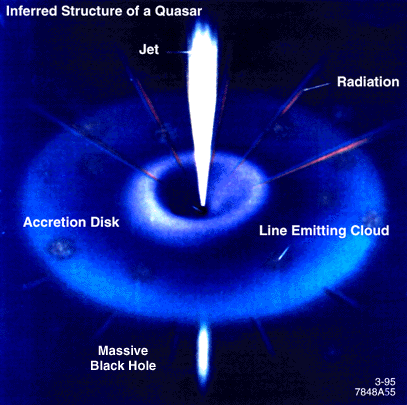 Inferred Structure of a Quasar
Jet
Radiation
Accretion Disk
Line Emitting Cloud
Massive
Black Hole
3-95
7848A55